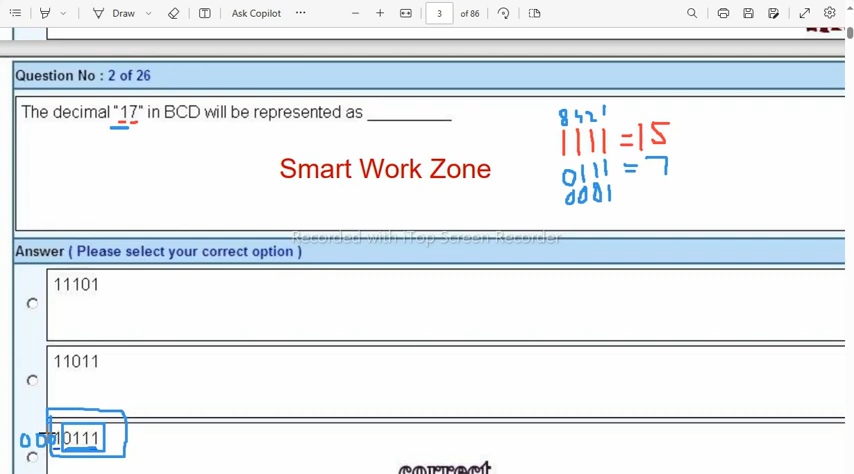 Draw
Ask Copilot
3 of 86
Question No : 2 of 26
The decimal "17" in BCD will be represented as __________
8421
1111 = 15
0111 = 7
0001
Smart Work Zone
Recorded with iTop Screen Recorder
Answer ( Please select your correct option )
11101
11011
000 10111
correct